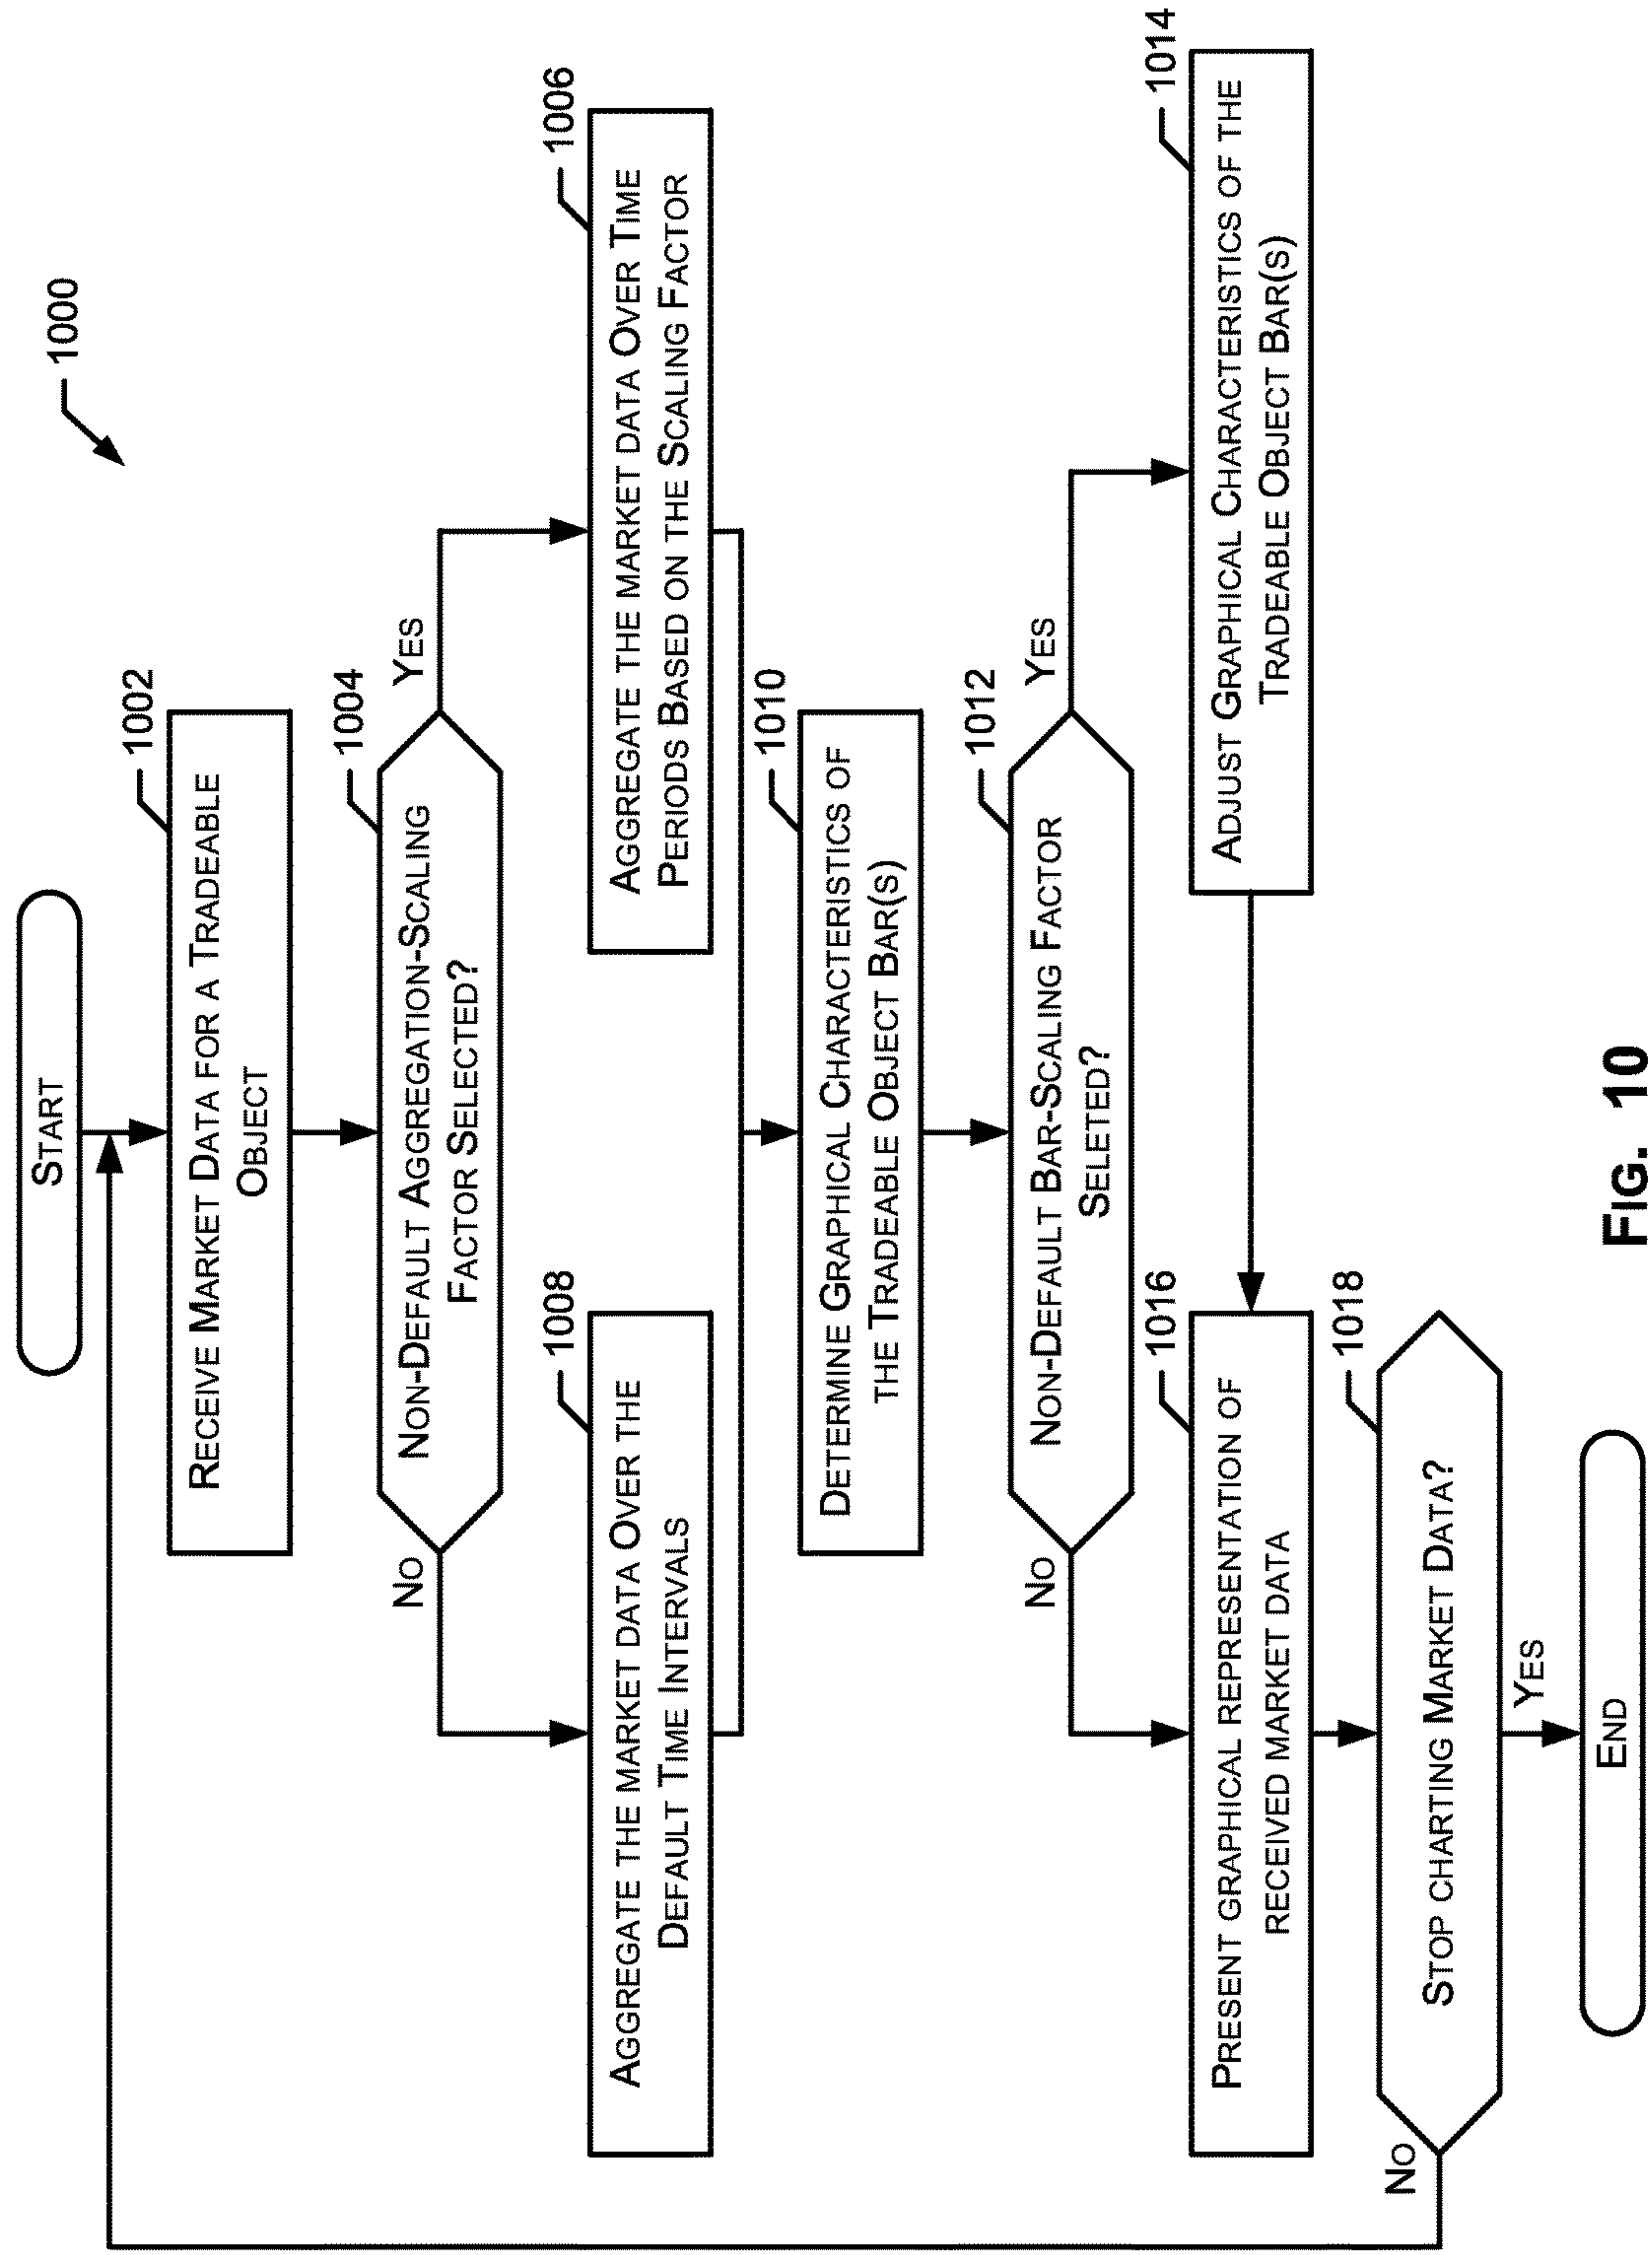 1000
START
1002
RECEIVE MARKET DATA FOR A TRADEABLE
OBJECT
1004
NON-DEFAULT AGGREGATION-SCALING
FACTOR SELECTED?
NO
YES
1008
AGGREGATE THE MARKET DATA OVER THE
DEFAULT TIME INTERVALS
1006
AGGREGATE THE MARKET DATA OVER TIME
PERIODS BASED ON THE SCALING FACTOR
1010
DETERMINE GRAPHICAL CHARACTERISTICS OF
THE TRADEABLE OBJECT BAR(S)
1012
NON-DEFAULT BAR-SCALING FACTOR
SELETED?
NO
YES
1016
PRESENT GRAPHICAL REPRESENTATION OF
RECEIVED MARKET DATA
1014
ADJUST GRAPHICAL CHARACTERISTICS OF THE
TRADEABLE OBJECT BAR(S)
1018
STOP CHARTING MARKET DATA?
NO
YES
END
FIG. 10